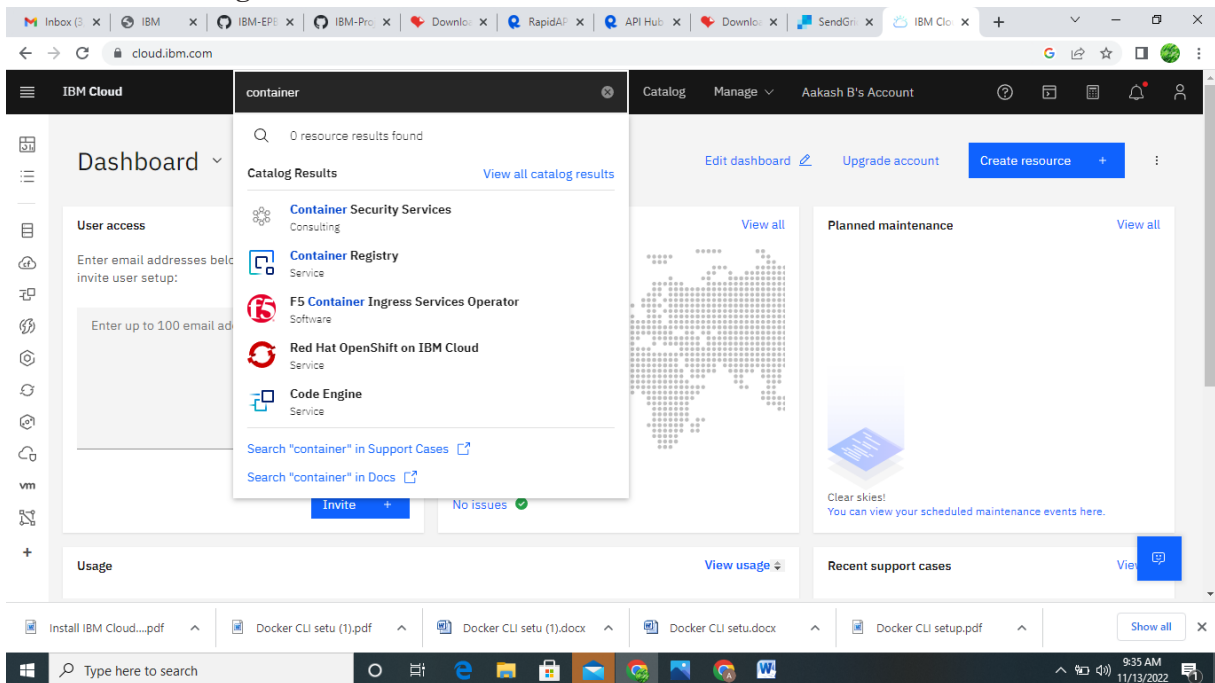 Inbox (3
IBM
IBM-EPB
IBM-Pro
Downloa
RapidAP
API Hub
Downloa
SendGri
IBM Clou
cloud.ibm.com
IBM Cloud
container
Catalog
Manage
Aakash B's Account
0 resource results found
Dashboard
Edit dashboard
Upgrade account
Create resource +
Catalog Results
View all catalog results
Container Security Services
Consulting
Container Registry
Service
F5 Container Ingress Services Operator
Software
Red Hat OpenShift on IBM Cloud
Service
Code Engine
Service
Search "container" in Support Cases
Search "container" in Docs
User access
Enter email addresses belo
invite user setup:
Enter up to 100 email ad
Invite +
View all
No issues
Planned maintenance
View all
Clear skies!
You can view your scheduled maintenance events here.
vm
Usage
View usage
Recent support cases
Vie
Install IBM Cloud....pdf
Docker CLI setu (1).pdf
Docker CLI setu (1).docx
Docker CLI setu.docx
Docker CLI setup.pdf
Show all
Type here to search
9:35 AM
11/13/2022